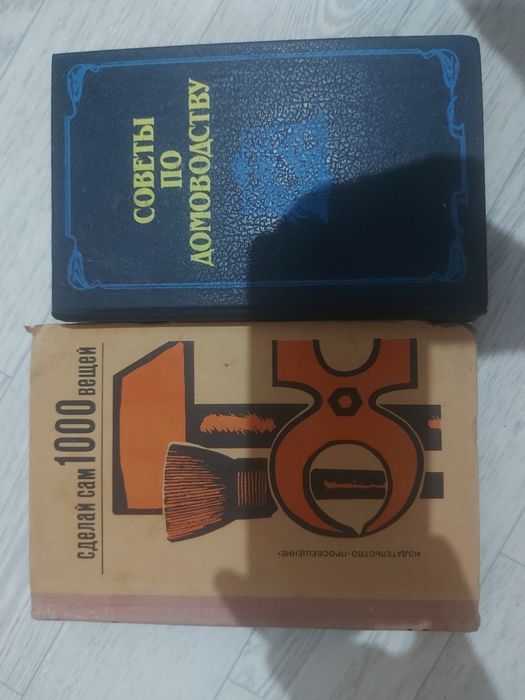 СОВЕТЫ
ПО
ДОМОВОДСТВУ
сделай сам 1000 вещей
ИЗДАТЕЛЬСТВО · ПРОСВЕЩЕНИЕ ·